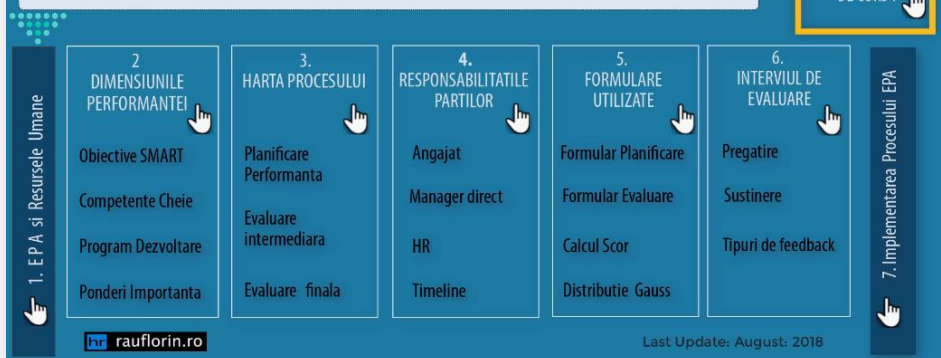 1. E P A si Resursele Umane
2
DIMENSIUNILE
PERFORMANTEI
Obiective SMART
Competente Cheie
Program Dezvoltare
Ponderi Importanta
3.
HARTA PROCESULUI
Planificare
Performanta
Evaluare
intermediara
Evaluare finala
4.
RESPONSABILITATILE
PARTILOR
Angajat
Manager direct
HR
Timeline
5.
FORMULARE
UTILIZATE
Formular Planificare
Formular Evaluare
Calcul Scor
Distributie Gauss
6.
INTERVIUL DE
EVALUARE
Pregatire
Sustinere
Tipuri de feedback
7. Implementarea Procesului EPA
hr rauflorin.ro
Last Update: August: 2018